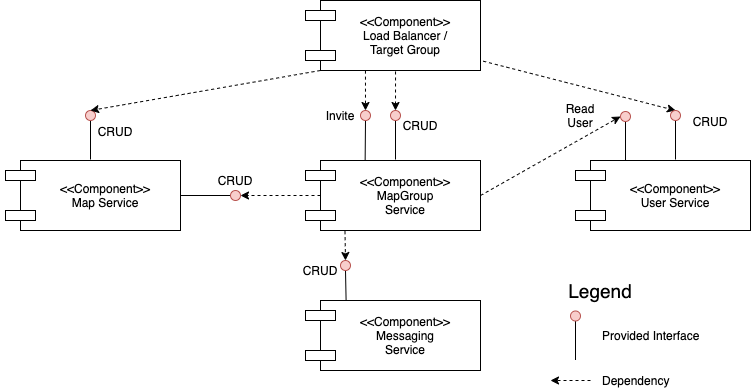 <<Component>>
Load Balancer /
Target Group
CRUD
Invite
CRUD
Read
User
CRUD
<<Component>>
Map Service
CRUD
<<Component>>
MapGroup
Service
<<Component>>
User Service
CRUD
<<Component>>
Messaging
Service
Legend
Provided Interface
Dependency